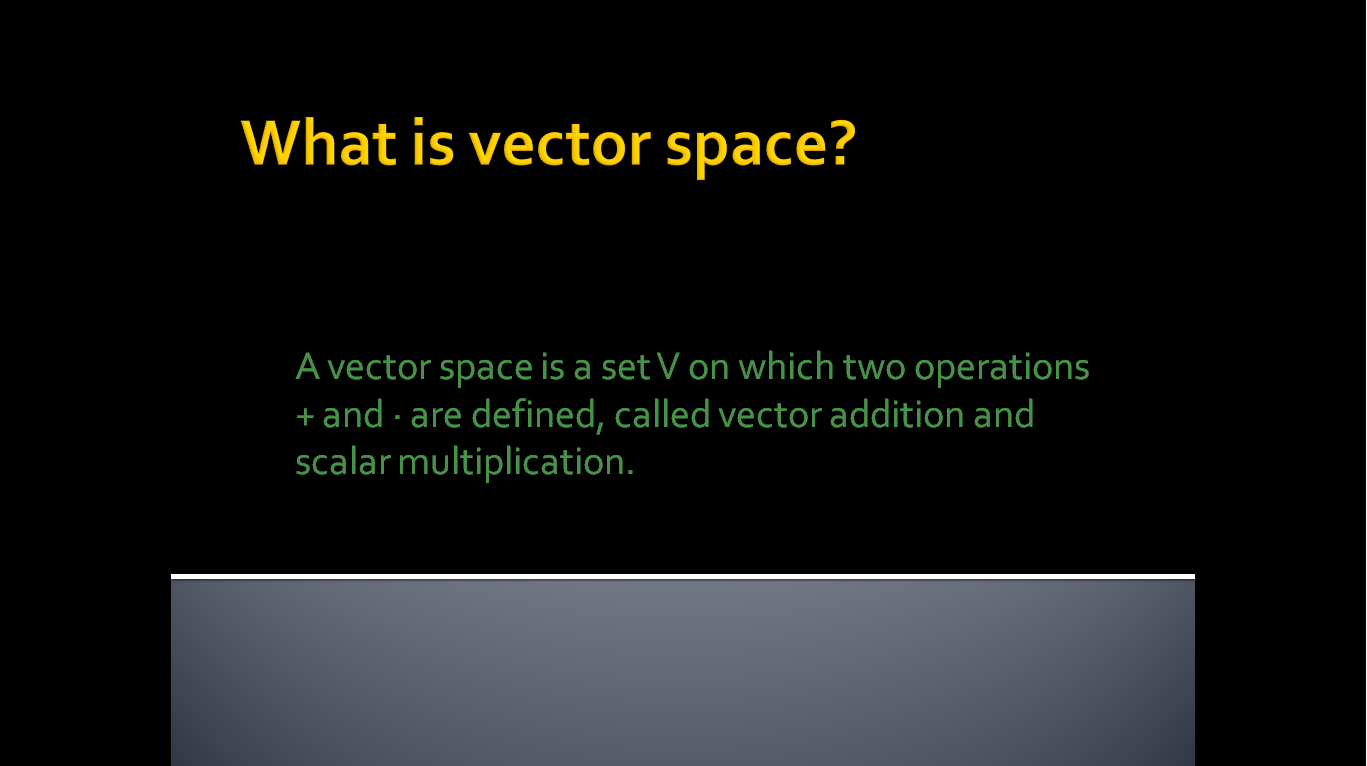 What is vector space?
A vector space is a set V on which two operations
+ and · are defined, called vector addition and
scalar multiplication.